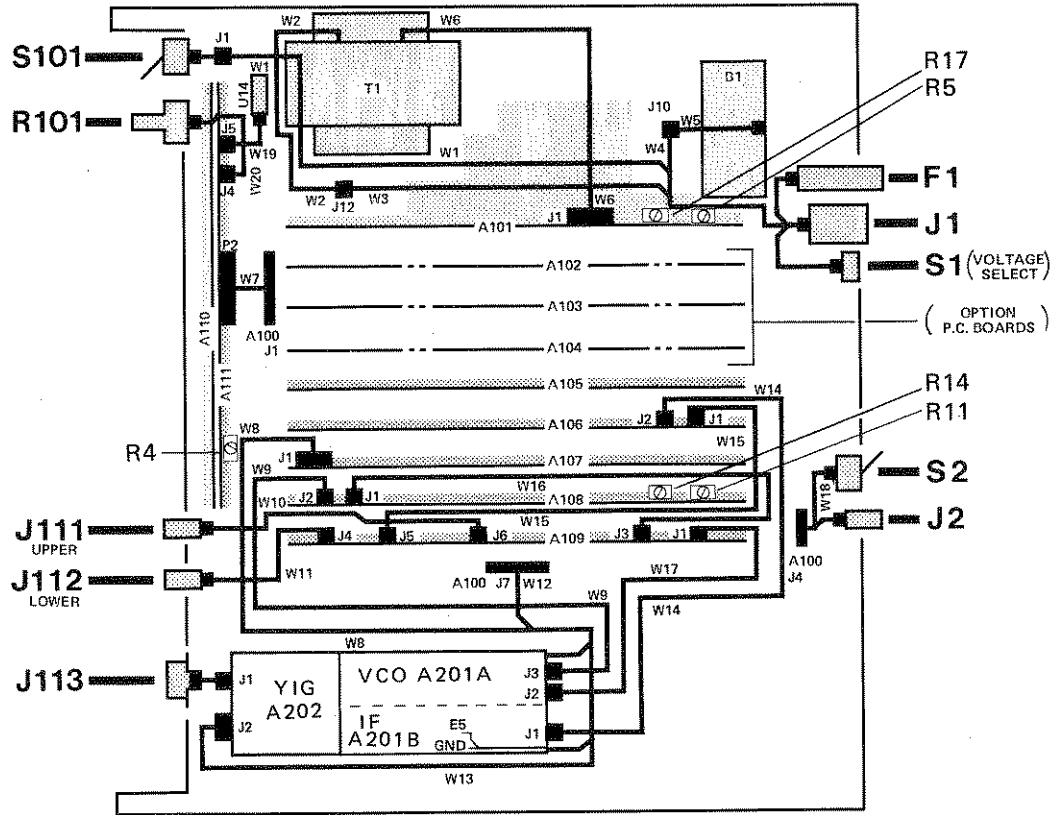 W2
W6
S101
J1
W1
U14
T1
B1
R17
R5
R101
J5
W19
W20
J4
J10
W5
W4
W1
F1
W2
J12
W3
W6
J1
A101
J1
S1 (VOLTAGE SELECT)
P2
W7
A102
A103
A104
(OPTION P.C. BOARDS)
A110
A100
J1
A111
A105
W14
R14
R11
W8
J2
J1
A106
W15
R4
J1
A107
W9
W16
S2
W10
J2
J1
A108
W18
W15
J2
J111
UPPER
J4
J5
J6
A109
J3
J1
A100
J4
J112
LOWER
W11
A100
J7
W12
W17
W9
W14
W8
J113
J1
YIG
A202
VCO A201A
J3
J2
J2
IF
A201B
E5
GND
J1
W13